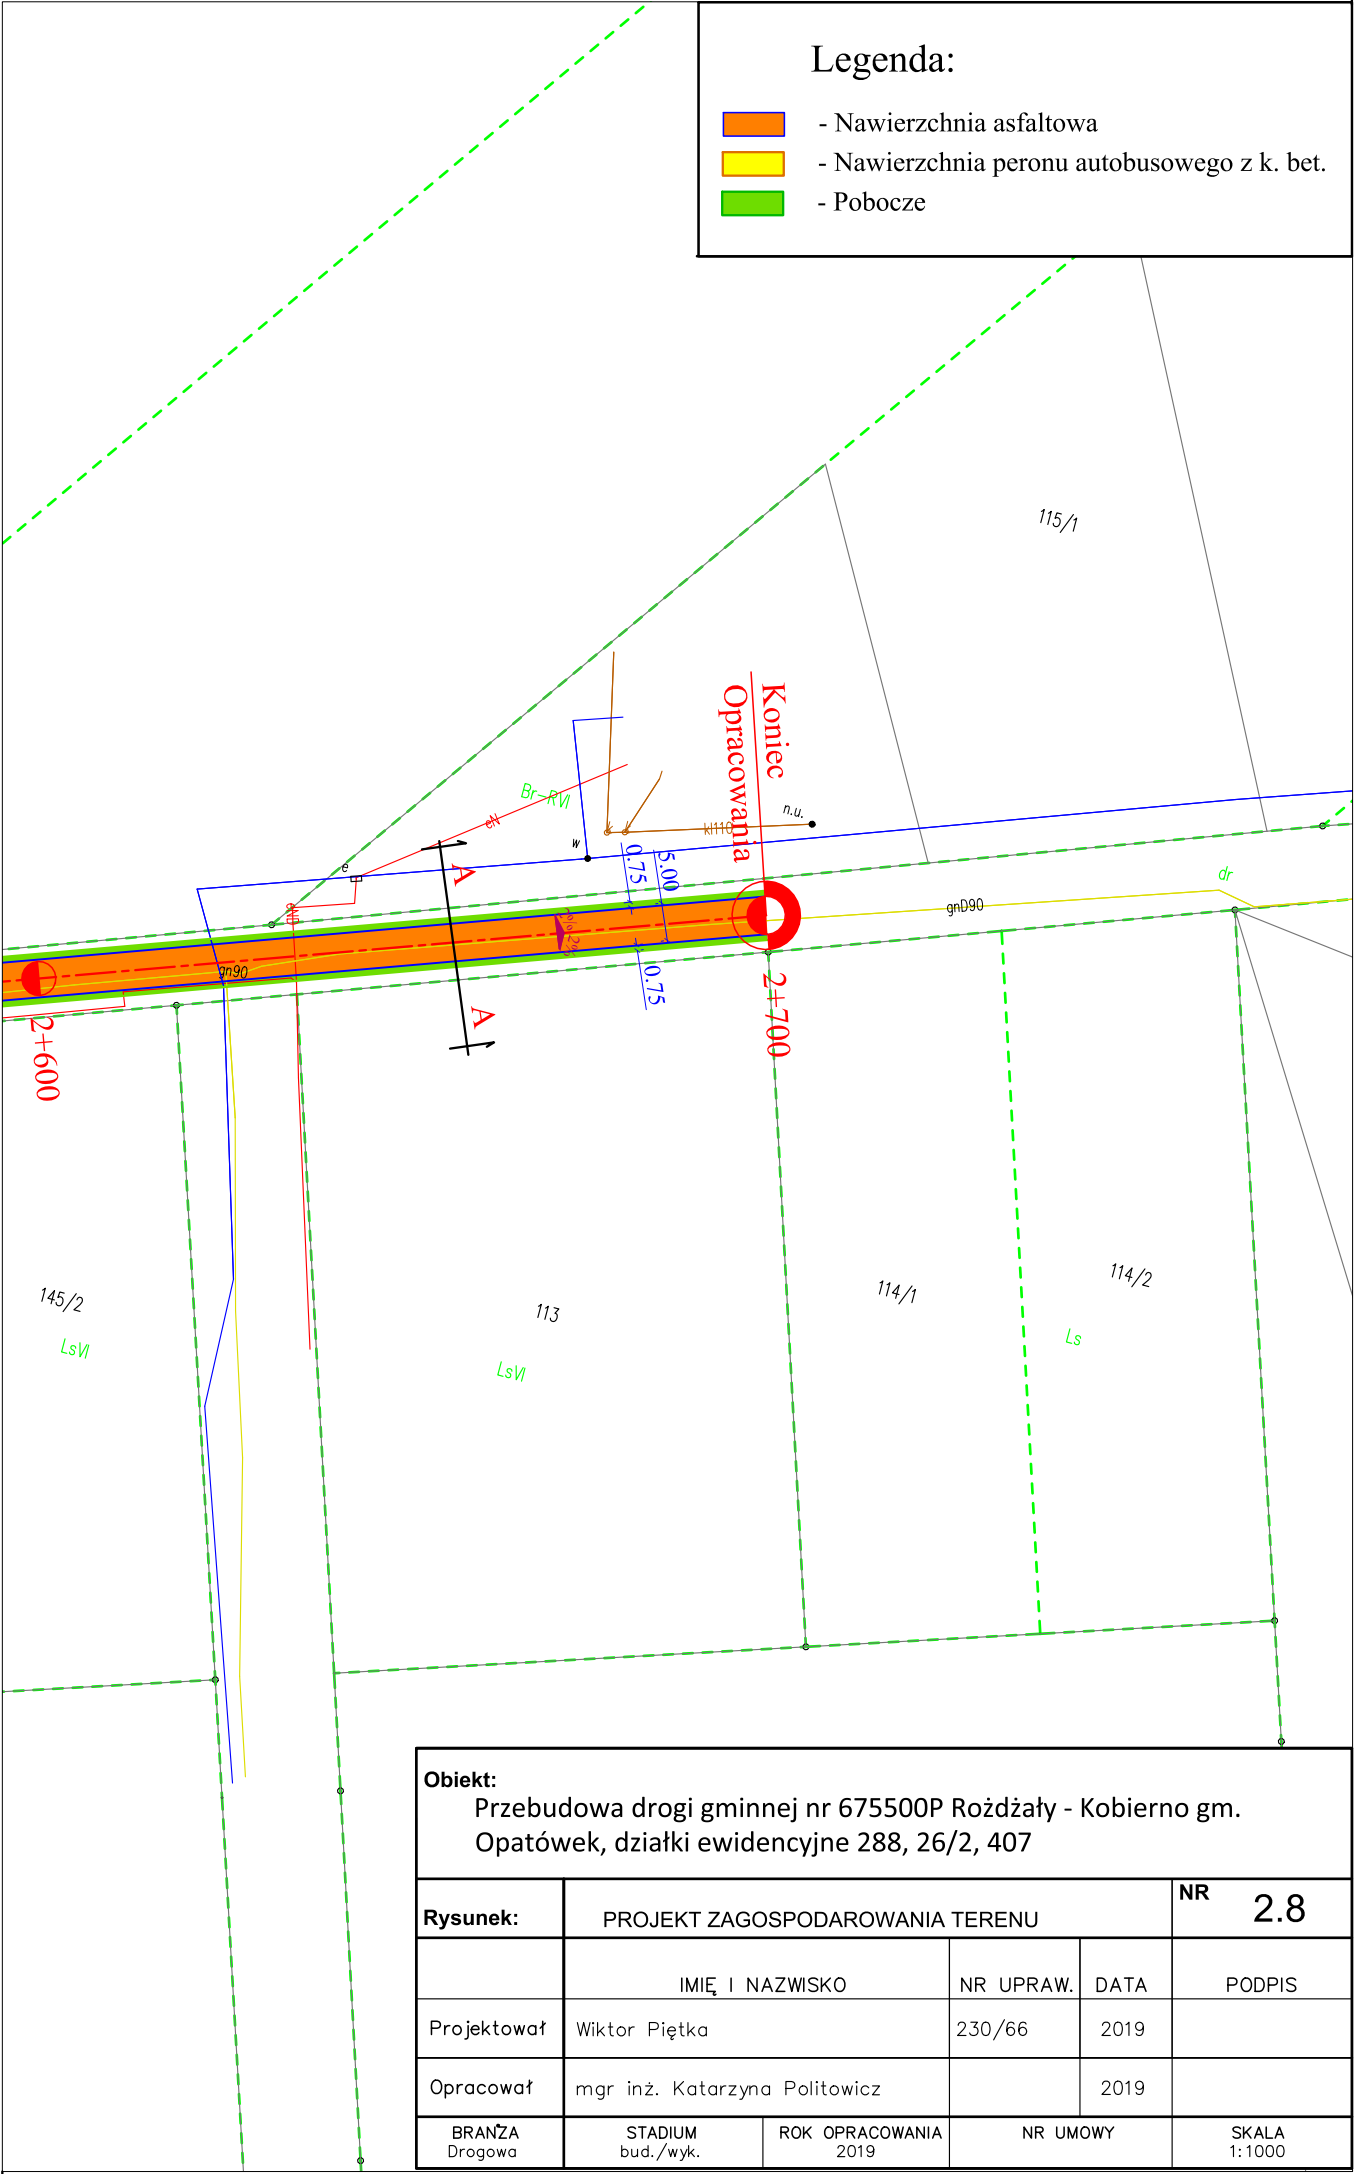 Legenda:
- Nawierzchnia asfaltowa
- Nawierzchnia peronu autobusowego z k. bet.
- Pobocze
115/1
Koniec
Opracowania
Br-RVI
eN
n.u.
kl110
w
e
A
0.75
5.00
dr
eND
gnD90
2% 2%
gn90
0.75
A
2+700
2+600
145/2
LsVI
113
LsVI
114/1
114/2
Ls
Obiekt:
Przebudowa drogi gminnej nr 675500P Rożdżały - Kobierno gm.
Opatówek, działki ewidencyjne 288, 26/2, 407
Rysunek:
PROJEKT ZAGOSPODAROWANIA TERENU
NR 2.8
IMIĘ I NAZWISKO
NR UPRAW.
DATA
PODPIS
Projektował
Wiktor Piętka
230/66
2019
Opracował
mgr inż. Katarzyna Politowicz
2019
BRANŻA
Drogowa
STADIUM
bud./wyk.
ROK OPRACOWANIA
2019
NR UMOWY
SKALA
1:1000